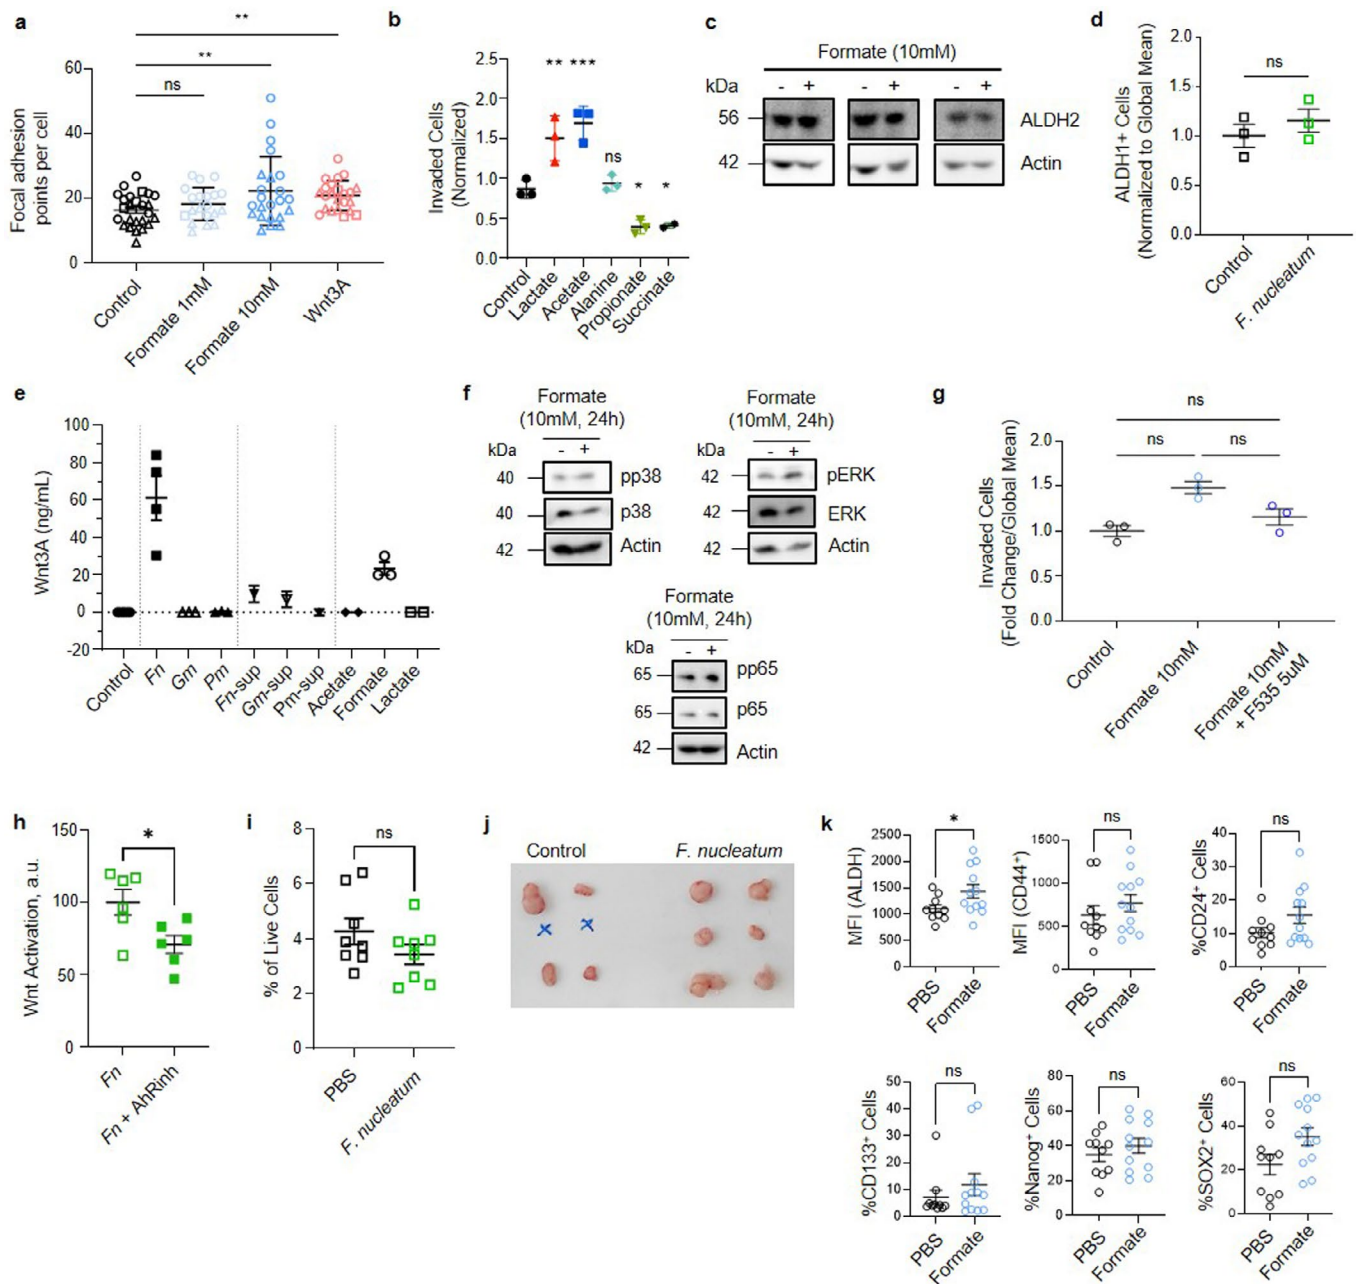 a
**
**
ns
60
40
20
0
Focal adhesion
points per cell
Control
Formate 1mM
Formate 10mM
Wnt3A
b
2.5
2.0
1.5
1.0
0.5
0.0
Invaded Cells
(Normalized)
** ***
ns
* *
Control
Lactate
Acetate
Alanine
Propionate
Succinate
c
Formate (10mM)
kDa - + - + - +
56 ALDH2
42 Actin
d
2.0
1.5
1.0
0.5
0.0
ALDH1+ Cells
(Normalized to Global Mean)
ns
Control
F. nucleatum
e
100
80
60
40
20
0
-20
Wnt3A (ng/mL)
Control
Fn
Gm
Pm
Fn-sup
Gm-sup
Pm-sup
Acetate
Formate
Lactate
f
Formate
(10mM, 24h)
kDa - +
40 pp38
40 p38
42 Actin
Formate
(10mM, 24h)
kDa - +
42 pERK
42 ERK
42 Actin
Formate
(10mM, 24h)
kDa - +
65 pp65
65 p65
42 Actin
g
ns
ns ns
2.0
1.5
1.0
0.5
0.0
Invaded Cells
(Fold Change/Global Mean)
Control
Formate 10mM
Formate 10mM
+ F535 5uM
h
150
100
50
0
Wnt Activation, a.u.
*
Fn
Fn + AhRinh
i
8
6
4
2
0
% of Live Cells
ns
PBS
F. nucleatum
j
Control F. nucleatum
k
2500
2000
1500
1000
500
0
MFI (ALDH)
*
PBS
Formate
1500
1000
500
0
MFI (CD44+)
ns
PBS
Formate
40
30
20
10
0
%CD24+ Cells
ns
PBS
Formate
50
40
30
20
10
0
%CD133+ Cells
ns
PBS
Formate
80
60
40
20
0
%Nanog+ Cells
ns
PBS
Formate
60
40
20
0
%SOX2+ Cells
ns
PBS
Formate